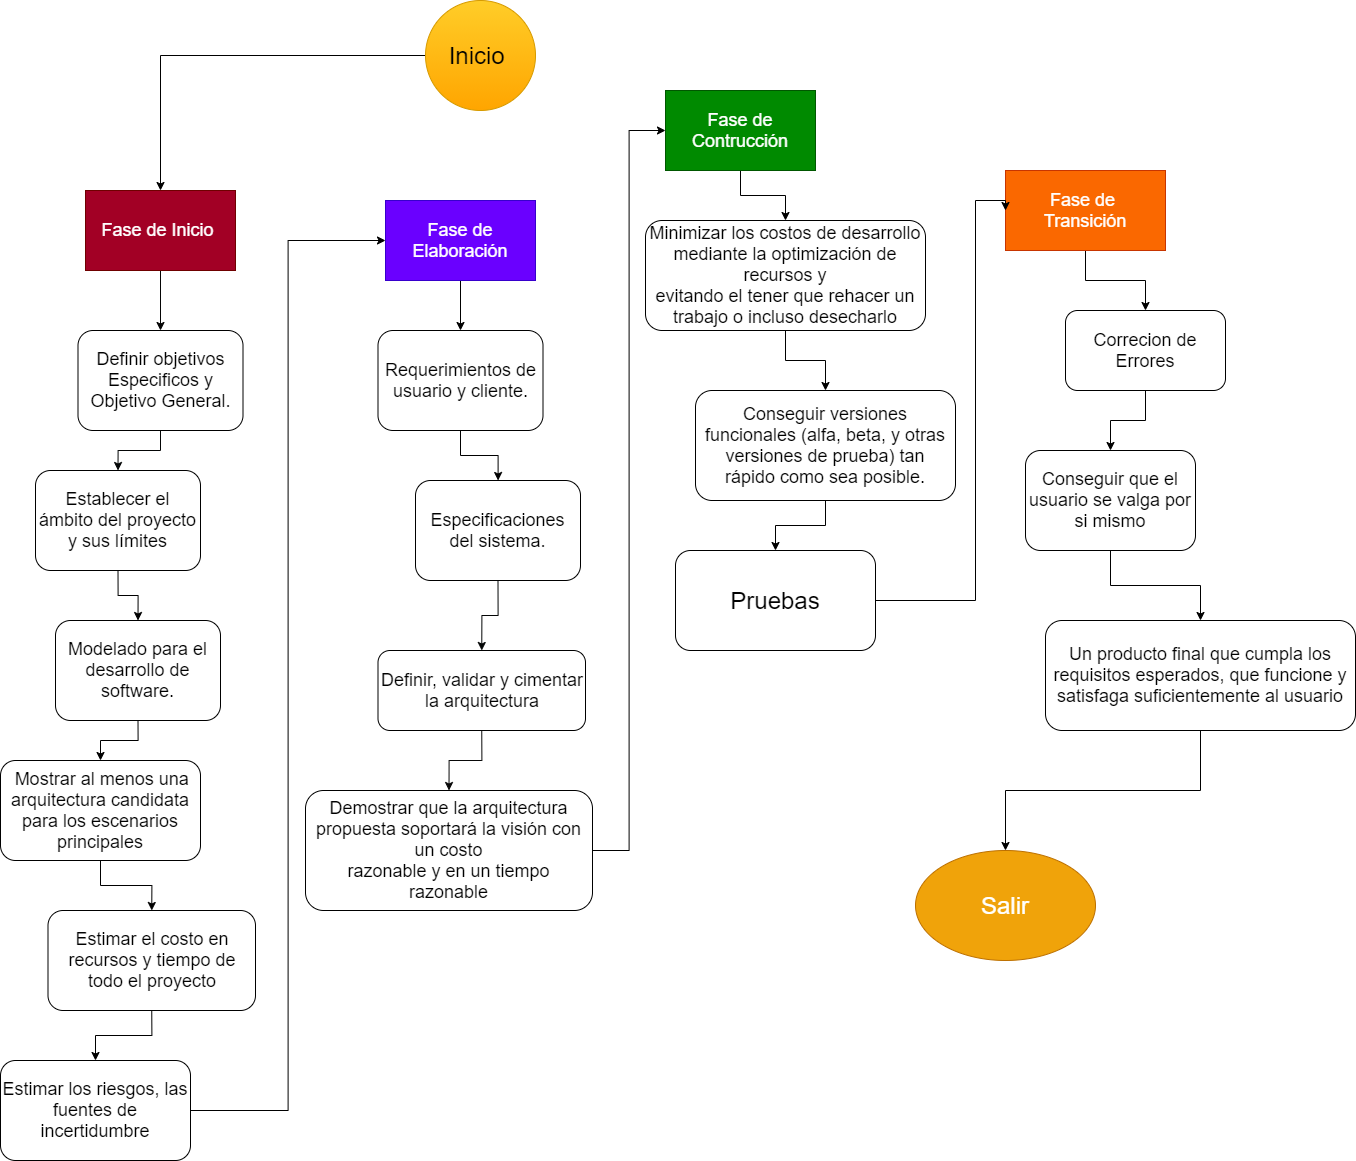 Inicio
Fase de Inicio
Definir objetivos
Especificos y
Objetivo General.
Establecer el
ámbito del proyecto
y sus límites
Modelado para el
desarrollo de
software.
Mostrar al menos una
arquitectura candidata
para los escenarios
principales
Estimar el costo en
recursos y tiempo de
todo el proyecto
Estimar los riesgos, las
fuentes de
incertidumbre
Fase de
Elaboración
Requerimientos de
usuario y cliente.
Especificaciones
del sistema.
Definir, validar y cimentar
la arquitectura
Demostrar que la arquitectura
propuesta soportará la visión con
un costo
razonable y en un tiempo
razonable
Fase de
Contrucción
Minimizar los costos de desarrollo
mediante la optimización de
recursos y
evitando el tener que rehacer un
trabajo o incluso desecharlo
Conseguir versiones
funcionales (alfa, beta, y otras
versiones de prueba) tan
rápido como sea posible.
Pruebas
Fase de
Transición
Correcion de
Errores
Conseguir que el
usuario se valga por
si mismo
Un producto final que cumpla los
requisitos esperados, que funcione y
satisfaga suficientemente al usuario
Salir